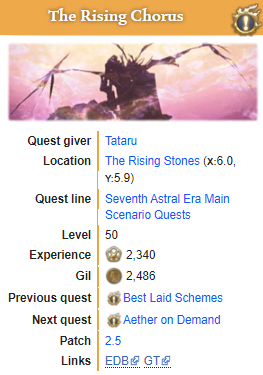 The Rising Chorus
Quest giver Tataru
Location The Rising Stones (x:6.0,
Y:5.9)
Quest line Seventh Astral Era Main
Scenario Quests
Level 50
Experience 2,340
Gil 2,486
Previous quest Best Laid Schemes
Next quest Aether on Demand
Patch 2.5
Links EDB GT